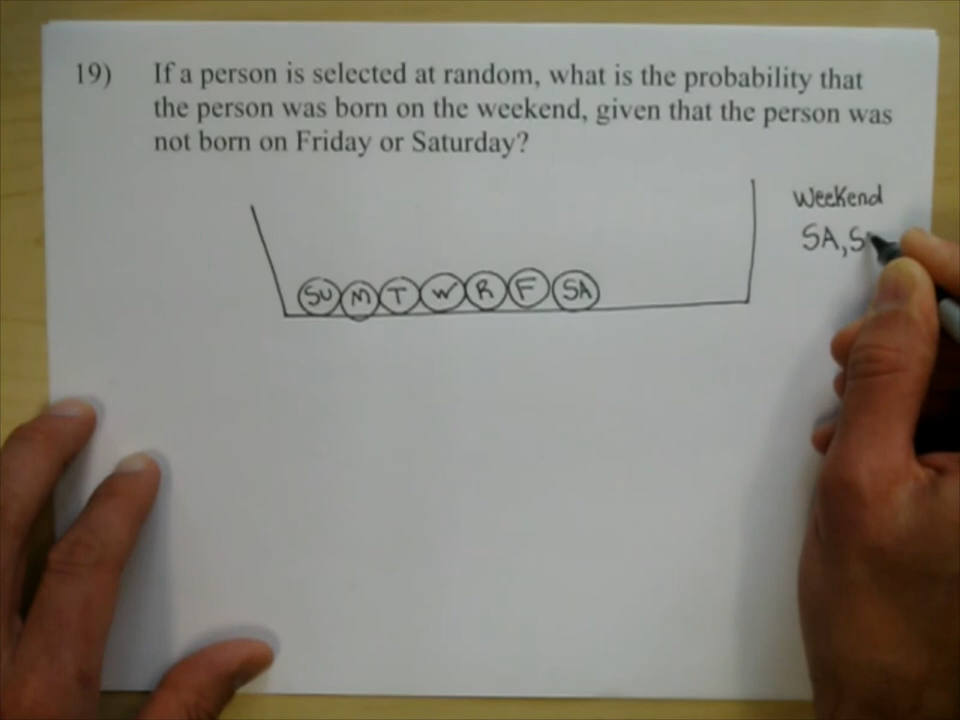 19) If a person is selected at random, what is the probability that
the person was born on the weekend, given that the person was
not born on Friday or Saturday?
Weekend
SA,S
SU M T W R F SA